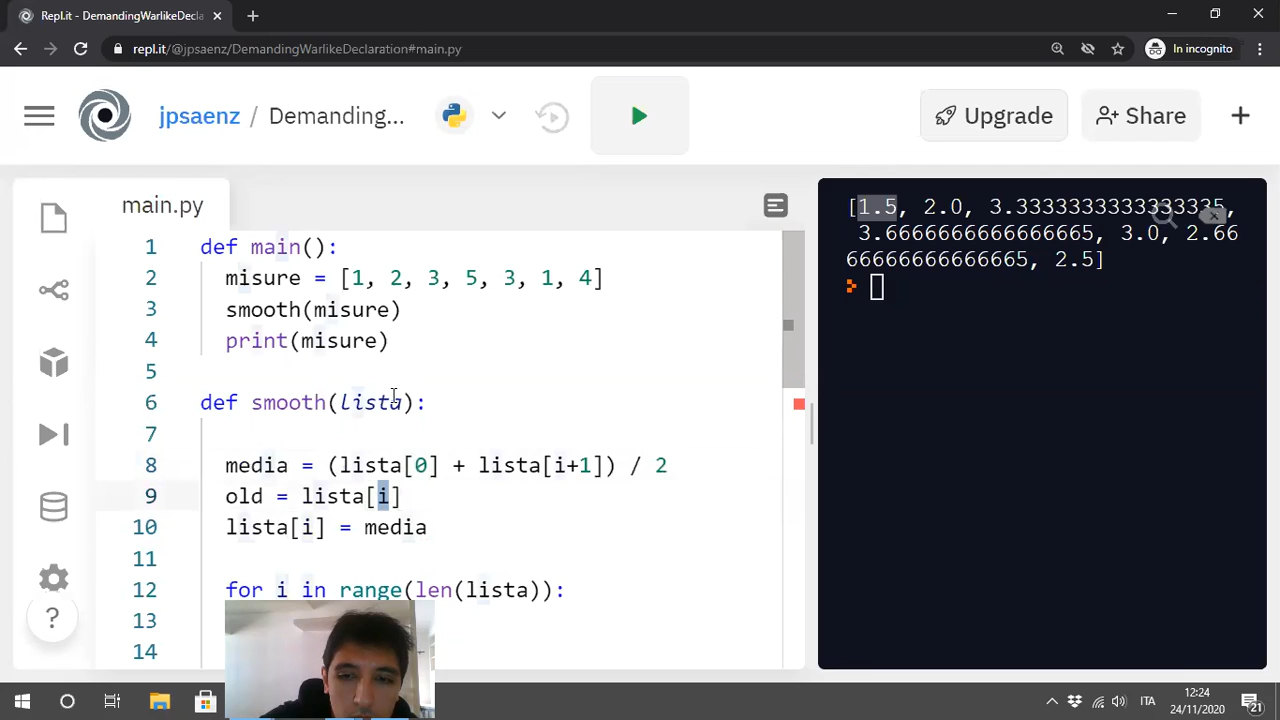 Repl.it - DemandingWarlikeDecla
repl.it/@jpsaenz/DemandingWarlikeDeclaration#main.py
In incognito
jpsaenz / Demanding...
Upgrade
Share
main.py
1 def main():
2 misure = [1, 2, 3, 5, 3, 1, 4]
3 smooth(misure)
4 print(misure)
5
6 def smooth(lista):
7
8 media = (lista[0] + lista[i+1]) / 2
9 old = lista[i]
10 lista[i] = media
11
12 for i in range(len(lista)):
13
14
[1.5, 2.0, 3.3333333333333335,
3.6666666666666665, 3.0, 2.66
66666666666665, 2.5]
?
ITA
12:24
24/11/2020
21